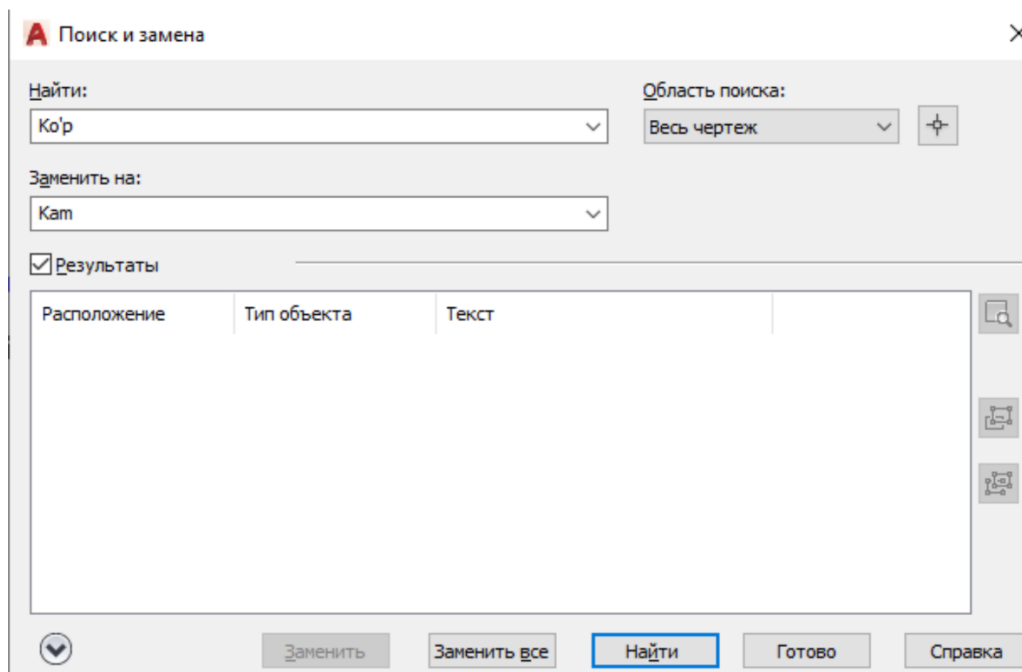 Поиск и замена
Найти:
Область поиска:
Ko'p
Весь чертеж
Заменить на:
Kam
Результаты
Расположение Тип объекта Текст
Заменить Заменить все Найти Готово Справка